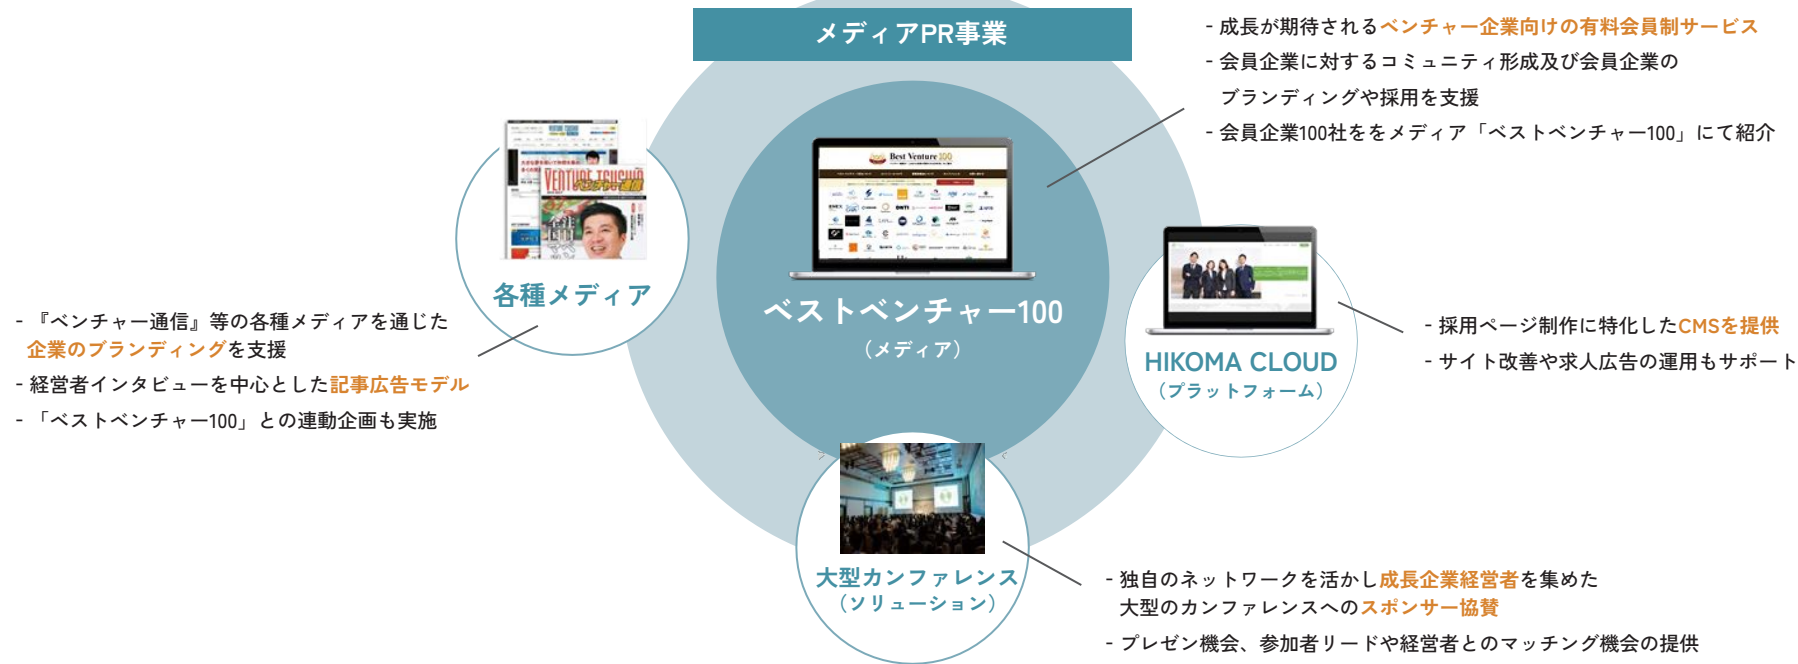 メディアPR事業
- 成長が期待されるベンチャー企業向けの有料会員制サービス
- 会員企業に対するコミュニティ形成及び会員企業の
ブランディングや採用を支援
- 会員企業100社ををメディア「ベストベンチャー100」にて紹介
Best Venture 100
ベストベンチャー100
（メディア）
VENTURE TSUSHIN
ベンチャー通信
各種メディア
- 『ベンチャー通信』等の各種メディアを通じた
企業のブランディングを支援
- 経営者インタビューを中心とした記事広告モデル
- 「ベストベンチャー100」との連動企画も実施
HIKOMA CLOUD
（プラットフォーム）
- 採用ページ制作に特化したCMSを提供
- サイト改善や求人広告の運用もサポート
大型カンファレンス
（ソリューション）
- 独自のネットワークを活かし成長企業経営者を集めた
大型のカンファレンスへのスポンサー協賛
- プレゼン機会、参加者リードや経営者とのマッチング機会の提供